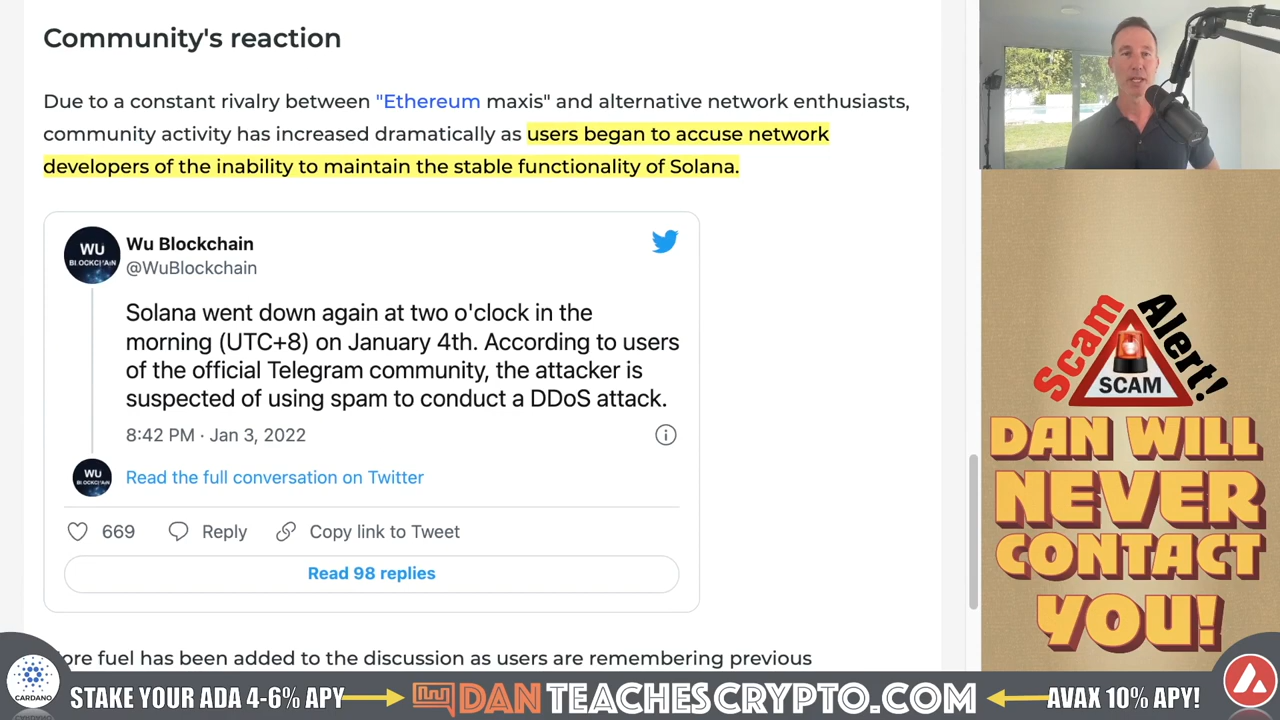 Community's reaction
Due to a constant rivalry between "Ethereum maxis" and alternative network enthusiasts,
community activity has increased dramatically as users began to accuse network
developers of the inability to maintain the stable functionality of Solana.
WU
BLOCKCHAIN
Wu Blockchain
@WuBlockchain
Solana went down again at two o'clock in the
morning (UTC+8) on January 4th. According to users
of the official Telegram community, the attacker is
suspected of using spam to conduct a DDoS attack.
8:42 PM · Jan 3, 2022
WU
BLOCKCHAIN
Read the full conversation on Twitter
669 Reply Copy link to Tweet
Read 98 replies
ore fuel has been added to the discussion as users are remembering previous
Scam Alert!
SCAM
DAN WILL
NEVER
CONTACT
YOU!
CARDANO
STAKE YOUR ADA 4-6% APY
DANTEACHESCRYPTO.COM
AVAX 10% APY!